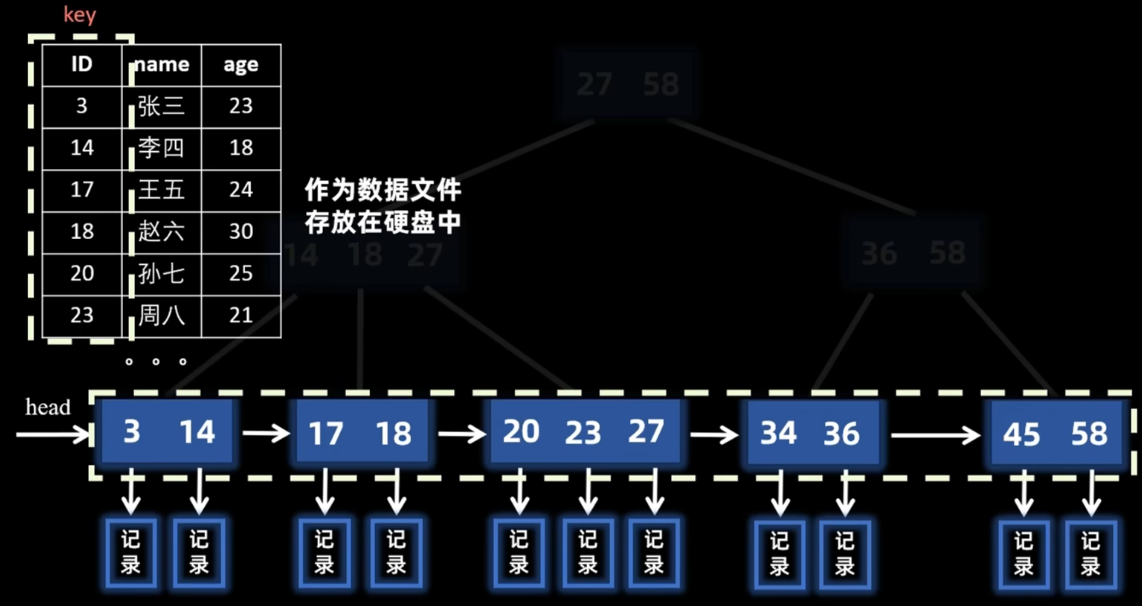 key
ID name age
3 张三 23
14 李四 18
17 王五 24
18 赵六 30
20 孙七 25
23 周八 21
。。。
27 58
作为数据文件
存放在硬盘中
14 18 27
36 58
head
3 14 17 18 20 23 27 34 36 45 58
记录 记录 记录 记录 记录 记录 记录 记录 记录 记录 记录